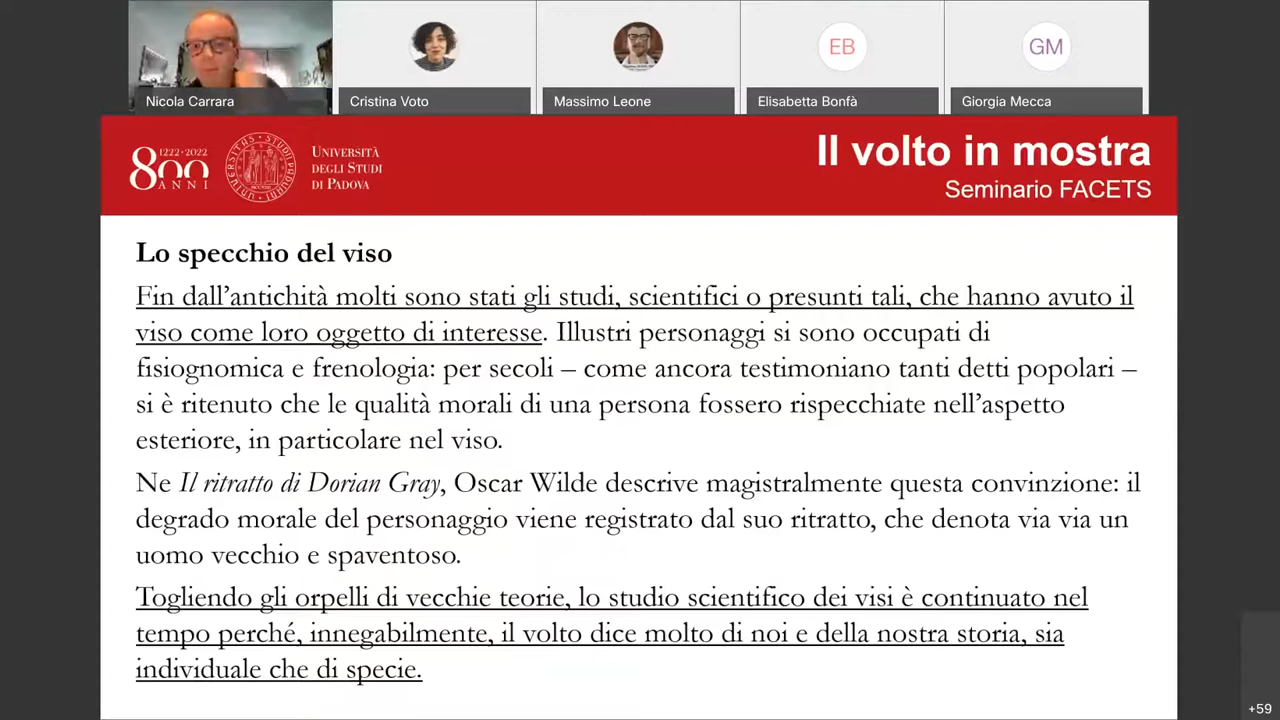 Nicola Carrara
Cristina Voto
Massimo Leone
EB
Elisabetta Bonfà
GM
Giorgia Mecca
1222·2022
800
ANNI
UNIVERSITÀ
DEGLI STUDI
DI PADOVA
Il volto in mostra
Seminario FACETS
Lo specchio del viso
Fin dall’antichità molti sono stati gli studi, scientifici o presunti tali, che hanno avuto il
viso come loro oggetto di interesse. Illustri personaggi si sono occupati di
fisiognomica e frenologia: per secoli – come ancora testimoniano tanti detti popolari –
si è ritenuto che le qualità morali di una persona fossero rispecchiate nell’aspetto
esteriore, in particolare nel viso.
Ne Il ritratto di Dorian Gray, Oscar Wilde descrive magistralmente questa convinzione: il
degrado morale del personaggio viene registrato dal suo ritratto, che denota via via un
uomo vecchio e spaventoso.
Togliendo gli orpelli di vecchie teorie, lo studio scientifico dei visi è continuato nel
tempo perché, innegabilmente, il volto dice molto di noi e della nostra storia, sia
individuale che di specie.
+59